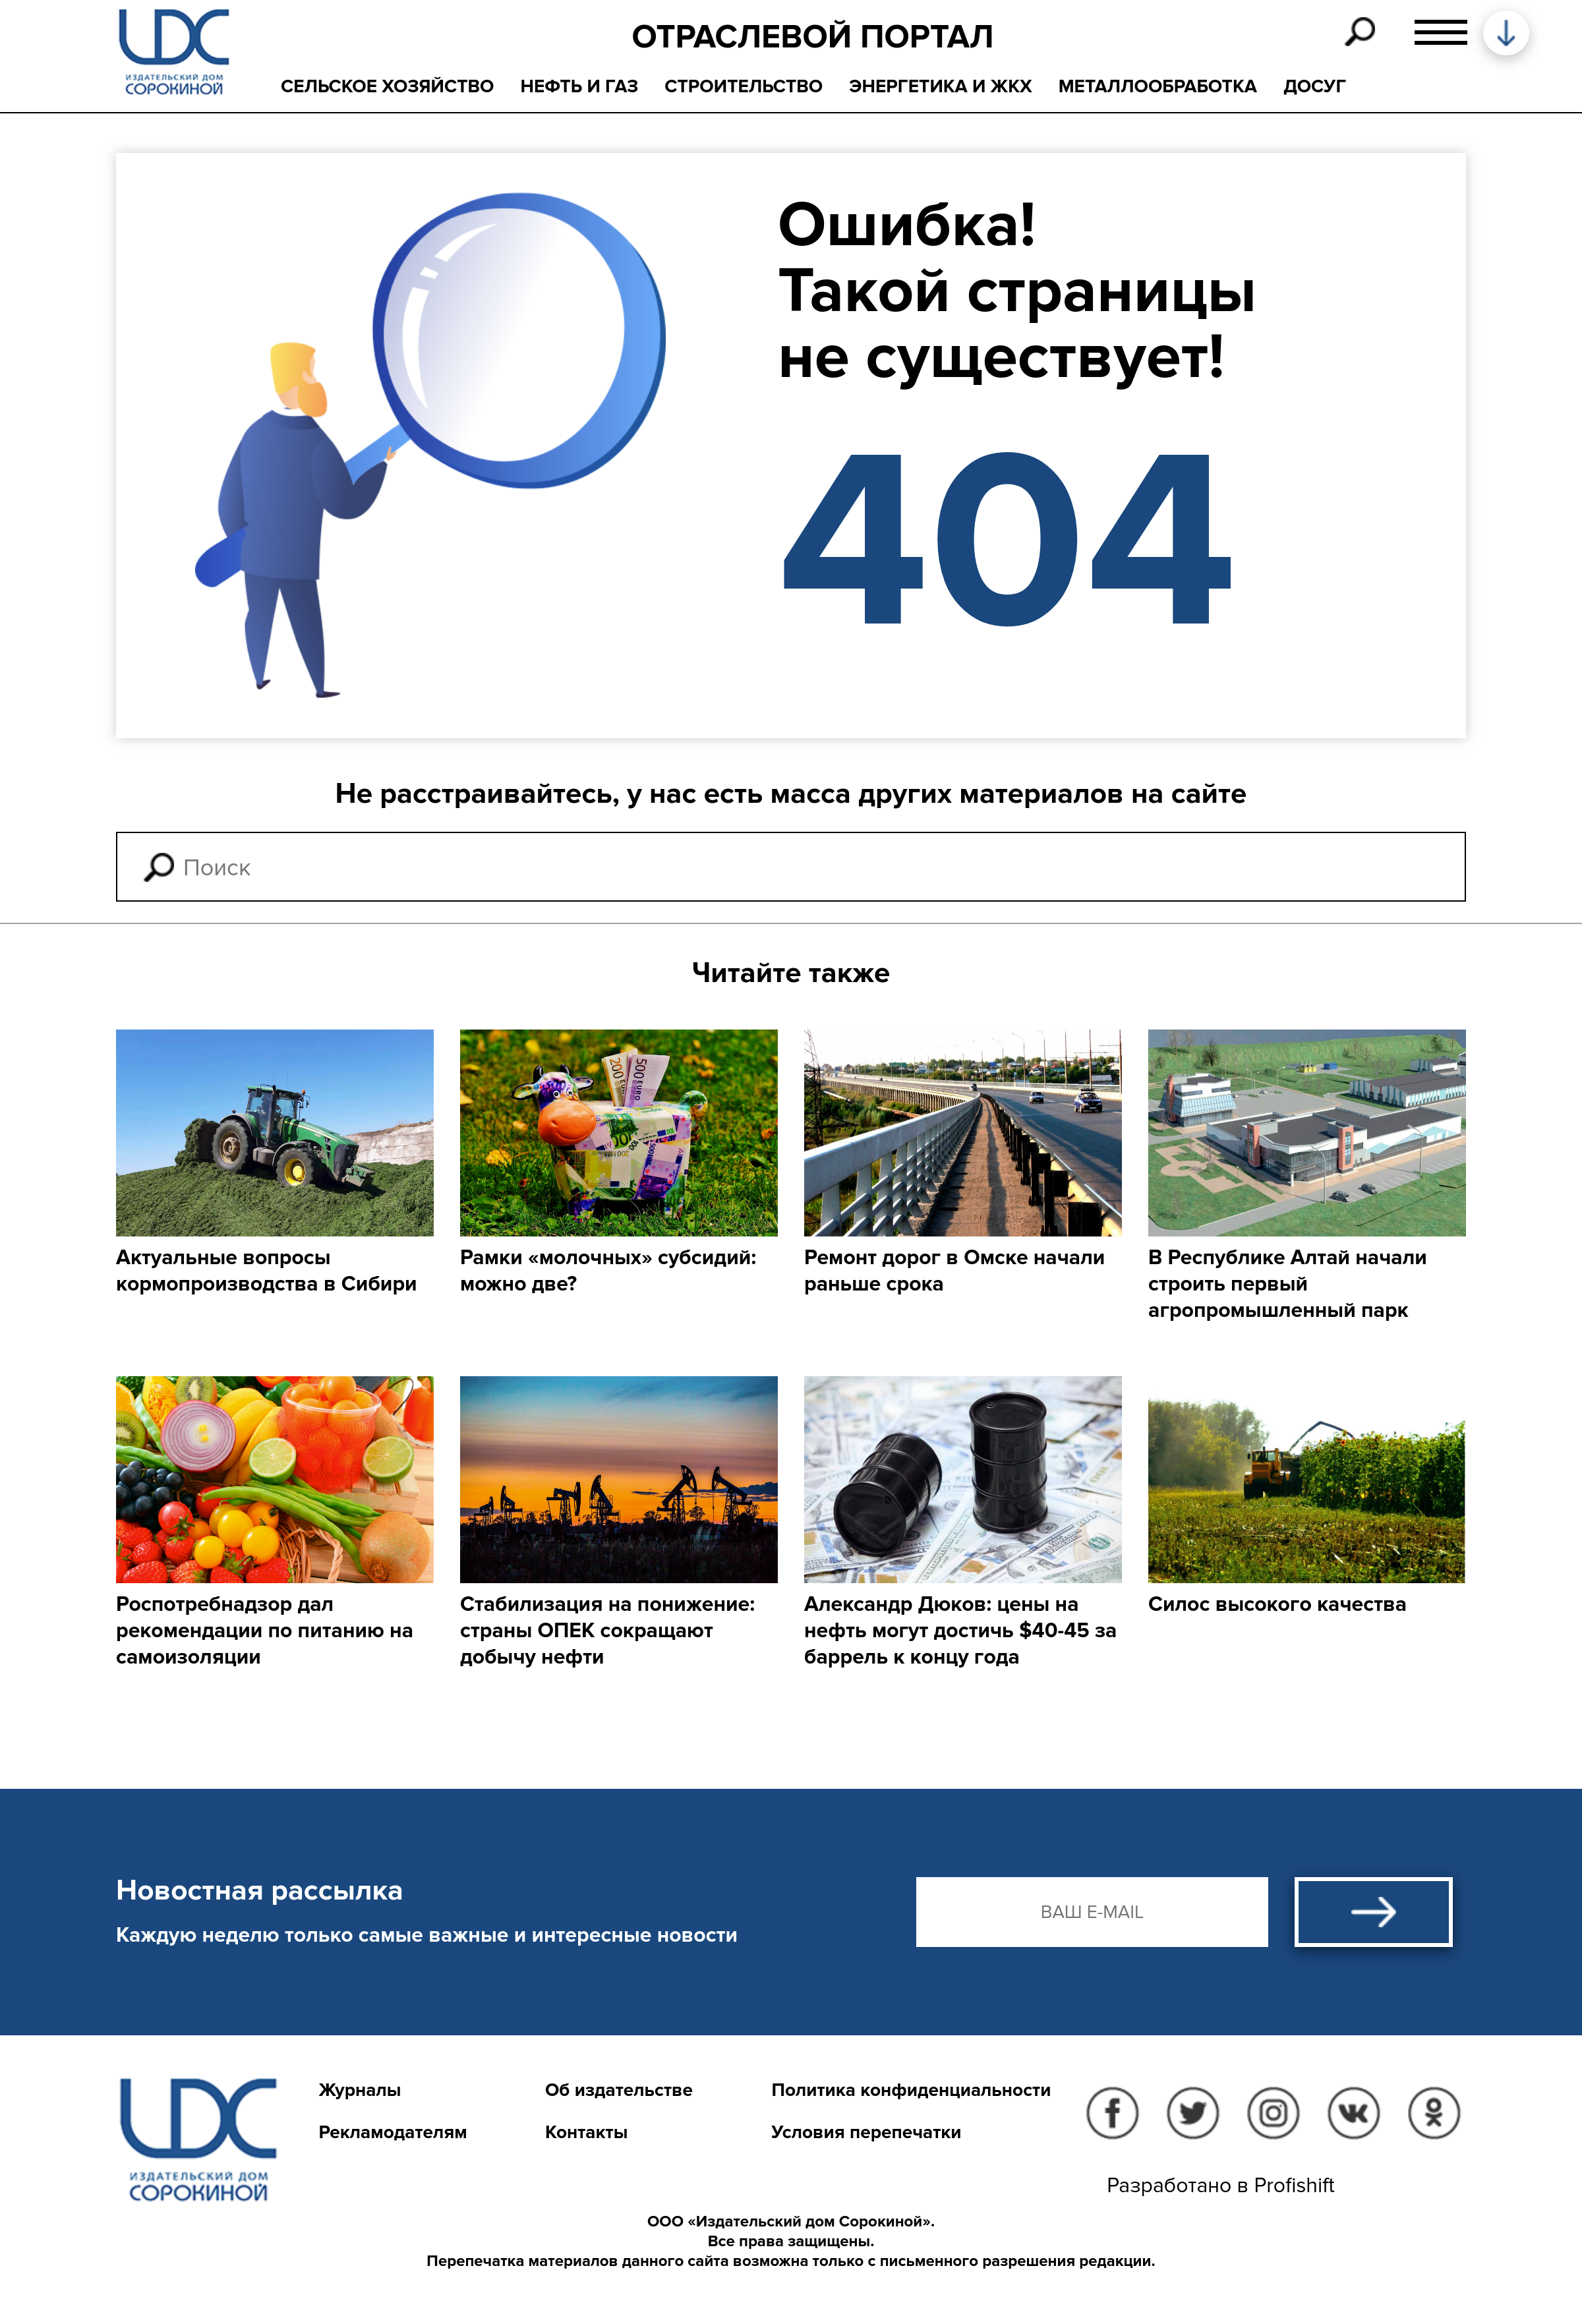 ИЗДАТЕЛЬСКИЙ ДОМ
СОРОКИНОЙ
ОТРАСЛЕВОЙ ПОРТАЛ
СЕЛЬСКОЕ ХОЗЯЙСТВО НЕФТЬ И ГАЗ СТРОИТЕЛЬСТВО ЭНЕРГЕТИКА И ЖКХ МЕТАЛЛООБРАБОТКА ДОСУГ
Ошибка!
Такой страницы
не существует!
404
Не расстраивайтесь, у нас есть масса других материалов на сайте
Поиск
Читайте также
200 EURO
500 EURO
Актуальные вопросы
кормопроизводства в Сибири
Рамки «молочных» субсидий:
можно две?
Ремонт дорог в Омске начали
раньше срока
В Республике Алтай начали
строить первый
агропромышленный парк
Роспотребнадзор дал
рекомендации по питанию на
самоизоляции
Стабилизация на понижение:
страны ОПЕК сокращают
добычу нефти
Александр Дюков: цены на
нефть могут достичь $40-45 за
баррель к концу года
Силос высокого качества
Новостная рассылка
Каждую неделю только самые важные и интересные новости
ВАШ E-MAIL
ИЗДАТЕЛЬСКИЙ ДОМ
СОРОКИНОЙ
Журналы
Об издательстве
Политика конфиденциальности
Рекламодателям
Контакты
Условия перепечатки
Разработано в Profishift
ООО «Издательский дом Сорокиной».
Все права защищены.
Перепечатка материалов данного сайта возможна только с письменного разрешения редакции.